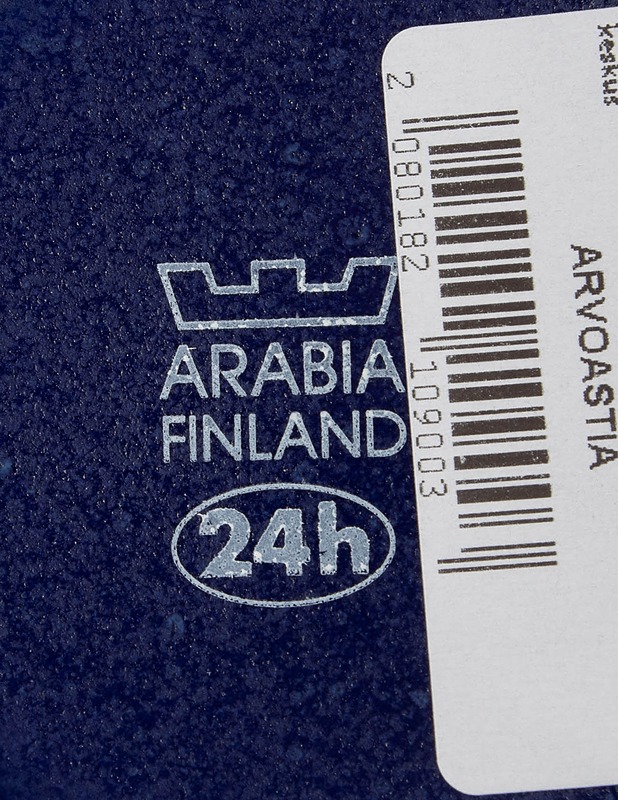 ARABIA
FINLAND
24h
keskus
2 080182 109003
ARVOASTIA